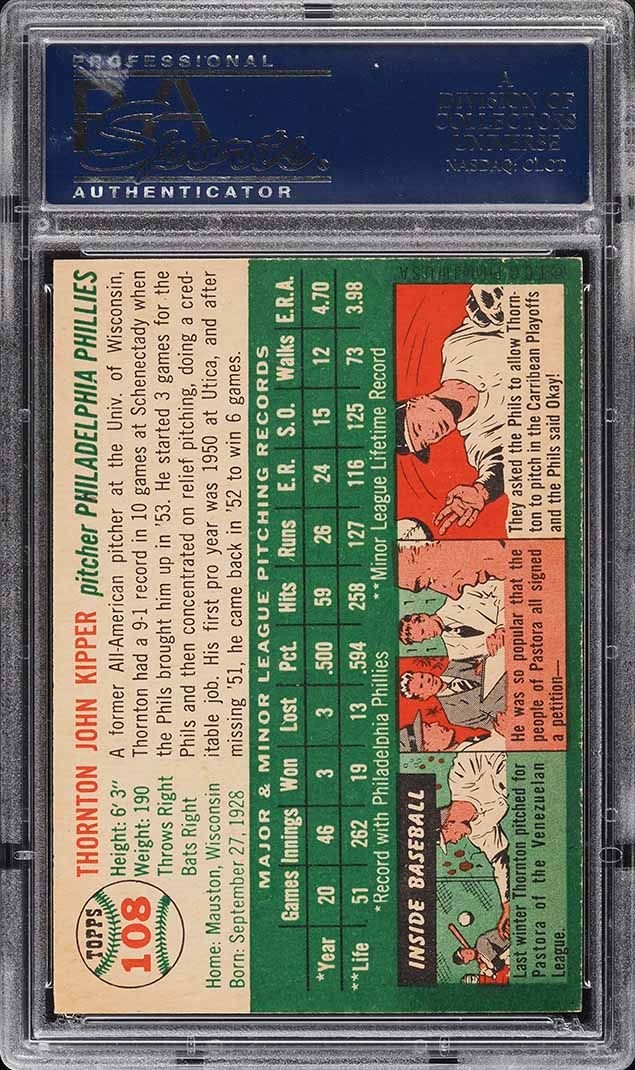 PROFESSIONAL
PSA
Sports
AUTHENTICATOR
A
DIVISION OF
COLLECTORS
UNIVERSE
NASDAQ: CLCT
TOPPS
108
THORNTON JOHN KIPPER pitcher PHILADELPHIA PHILLIES
Height: 6' 3"
Weight: 190
Throws Right
Bats Right
Home: Mauston, Wisconsin
Born: September 27, 1928
A former All-American pitcher at the Univ. of Wisconsin,
Thornton had a 9-1 record in 10 games at Schenectady when
the Phils brought him up in '53. He started 3 games for the
Phils and then concentrated on relief pitching, doing a cred-
itable job. His first pro year was 1950 at Utica, and after
missing '51, he came back in '52 to win 6 games.
MAJOR & MINOR LEAGUE PITCHING RECORDS
Games Innings Won Lost Pct. Hits Runs E.R. S.O. Walks E.R.A.
*Year 20 46 3 3 .500 59 26 24 15 12 4.70
**Life 51 262 19 13 .594 258 127 116 125 73 3.98
*Record with Philadelphia Phillies **Minor League Lifetime Record
INSIDE BASEBALL
Last winter Thornton pitched for
Pastora of the Venezuelan
League.
He was so popular that the
people of Pastora all signed
a petition—
They asked the Phils to allow Thorn-
ton to pitch in the Carribean Playoffs
and the Phils said Okay!
© T.C.G. Printed in U.S.A.